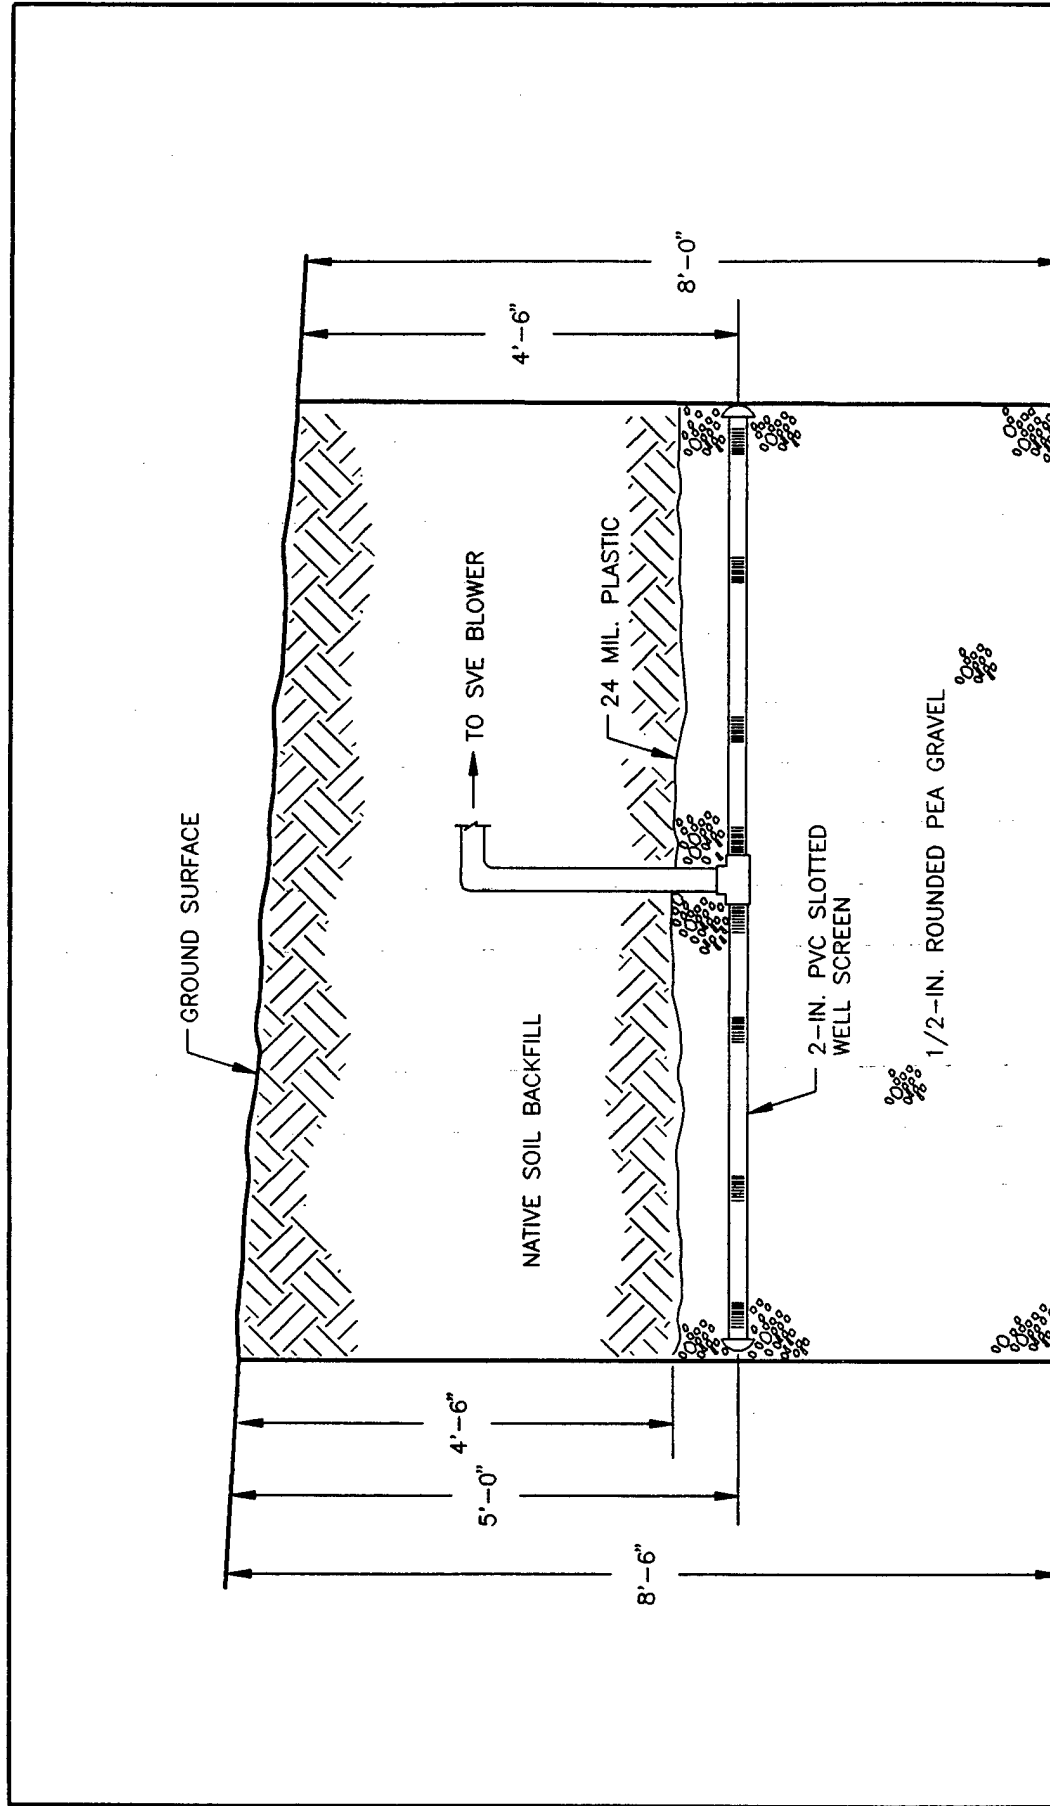 GROUND SURFACE
TO SVE BLOWER
NATIVE SOIL BACKFILL
24 MIL. PLASTIC
2-IN. PVC SLOTTED
WELL SCREEN
1/2-IN. ROUNDED PEA GRAVEL
4'-6"
5'-0"
8'-6"
4'-6"
8'-0"